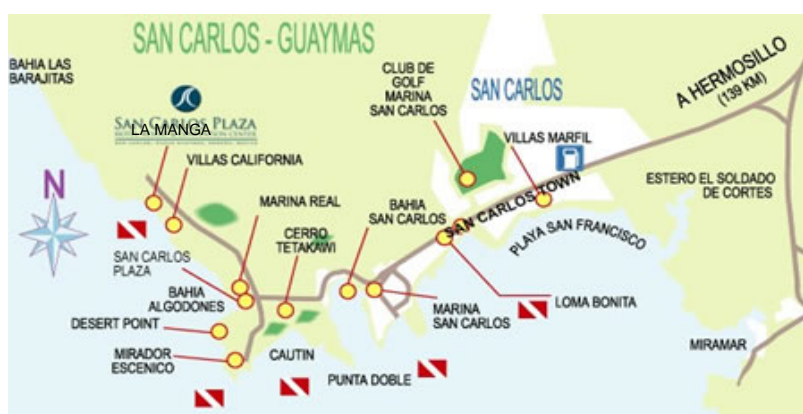 SAN CARLOS - GUAYMAS
BAHIA LAS
BARAJITAS
SAN CARLOS PLAZA
LA MANGA
VILLAS CALIFORNIA
N
MARINA REAL
CERRO
TETAKAWI
BAHIA
SAN CARLOS
CLUB DE
GOLF
MARINA
SAN CARLOS
SAN CARLOS
VILLAS MARFIL
A HERMOSILLO
(139 KM)
ESTERO EL SOLDADO
DE CORTES
SAN CARLOS TOWN
PLAYA SAN FRANCISCO
SAN CARLOS
PLAZA
BAHIA
ALGODONES
DESERT POINT
MIRADOR
ESCENICO
CAUTIN
PUNTA DOBLE
MARINA
SAN CARLOS
LOMA BONITA
MIRAMAR